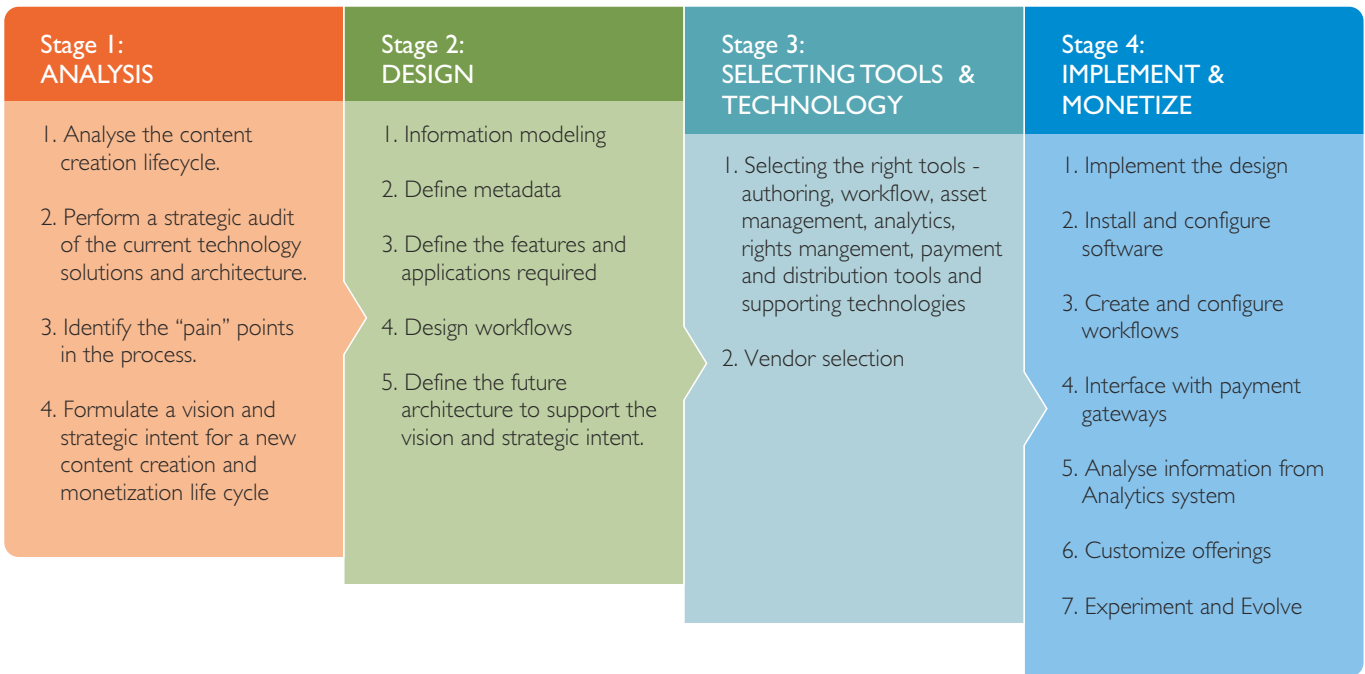 Stage 1:
ANALYSIS
1. Analyse the content
creation lifecycle.
2. Perform a strategic audit
of the current technology
solutions and architecture.
3. Identify the “pain” points
in the process.
4. Formulate a vision and
strategic intent for a new
content creation and
monetization life cycle
Stage 2:
DESIGN
1. Information modeling
2. Define metadata
3. Define the features and
applications required
4. Design workflows
5. Define the future
architecture to support the
vision and strategic intent.
Stage 3:
SELECTING TOOLS &
TECHNOLOGY
1. Selecting the right tools -
authoring, workflow, asset
management, analytics,
rights mangement, payment
and distribution tools and
supporting technologies
2. Vendor selection
Stage 4:
IMPLEMENT &
MONETIZE
1. Implement the design
2. Install and configure
software
3. Create and configure
workflows
4. Interface with payment
gateways
5. Analyse information from
Analytics system
6. Customize offerings
7. Experiment and Evolve